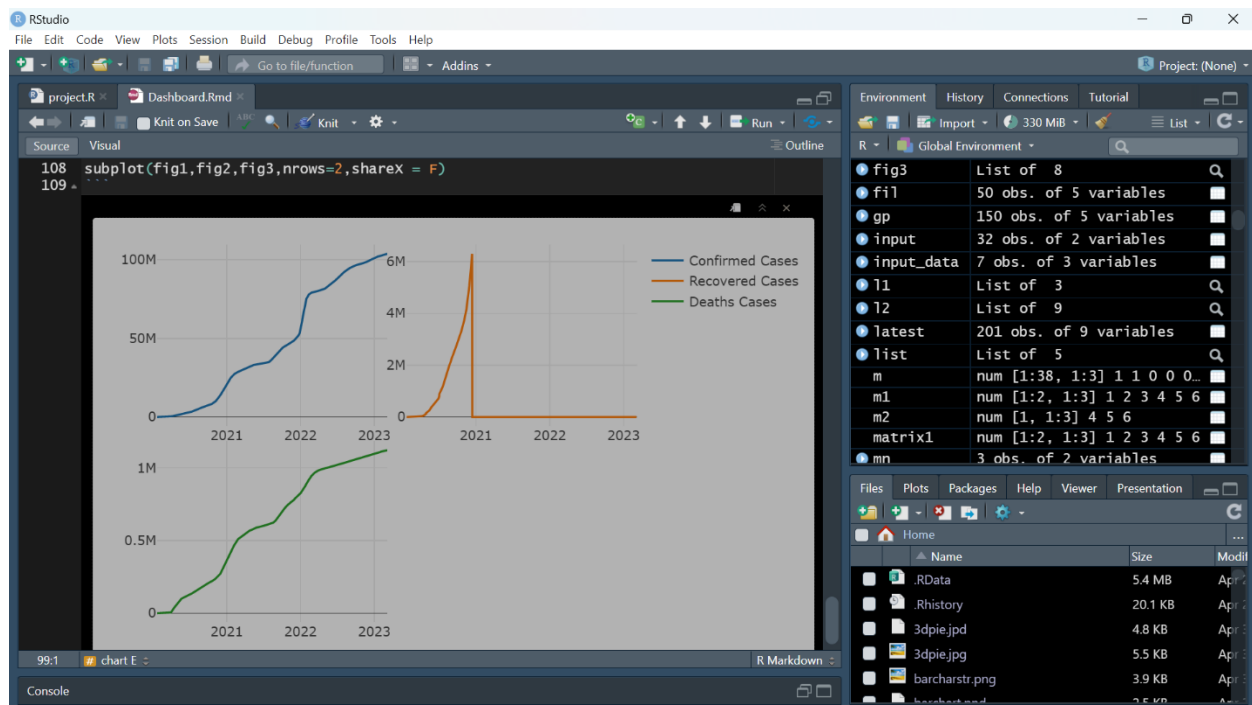 RStudio
File Edit Code View Plots Session Build Debug Profile Tools Help
Go to file/function Addins Project: (None)
project.R Dashboard.Rmd
Knit on Save ABC Knit Run
Source Visual Outline
108 subplot(fig1,fig2,fig3,nrows=2,shareX = F)
109 ```
100M
50M
0
2021 2022 2023
6M
4M
2M
0
2021 2022 2023
Confirmed Cases
Recovered Cases
Deaths Cases
1M
0.5M
0
2021 2022 2023
99:1 # chart E R Markdown
Console
Environment History Connections Tutorial
Import 330 MiB List
R Global Environment
fig3 List of 8
fil 50 obs. of 5 variables
gp 150 obs. of 5 variables
input 32 obs. of 2 variables
input_data 7 obs. of 3 variables
l1 List of 3
l2 List of 9
latest 201 obs. of 9 variables
list List of 5
m num [1:38, 1:3] 1 1 0 0 0…
m1 num [1:2, 1:3] 1 2 3 4 5 6
m2 num [1, 1:3] 4 5 6
matrix1 num [1:2, 1:3] 1 2 3 4 5 6
mn 3 obs. of 2 variables
Files Plots Packages Help Viewer Presentation
Home ...
Name Size Modif
.RData 5.4 MB Apr
.Rhistory 20.1 KB Apr
3dpie.jpd 4.8 KB Apr
3dpie.jpg 5.5 KB Apr
barcharstr.png 3.9 KB Apr